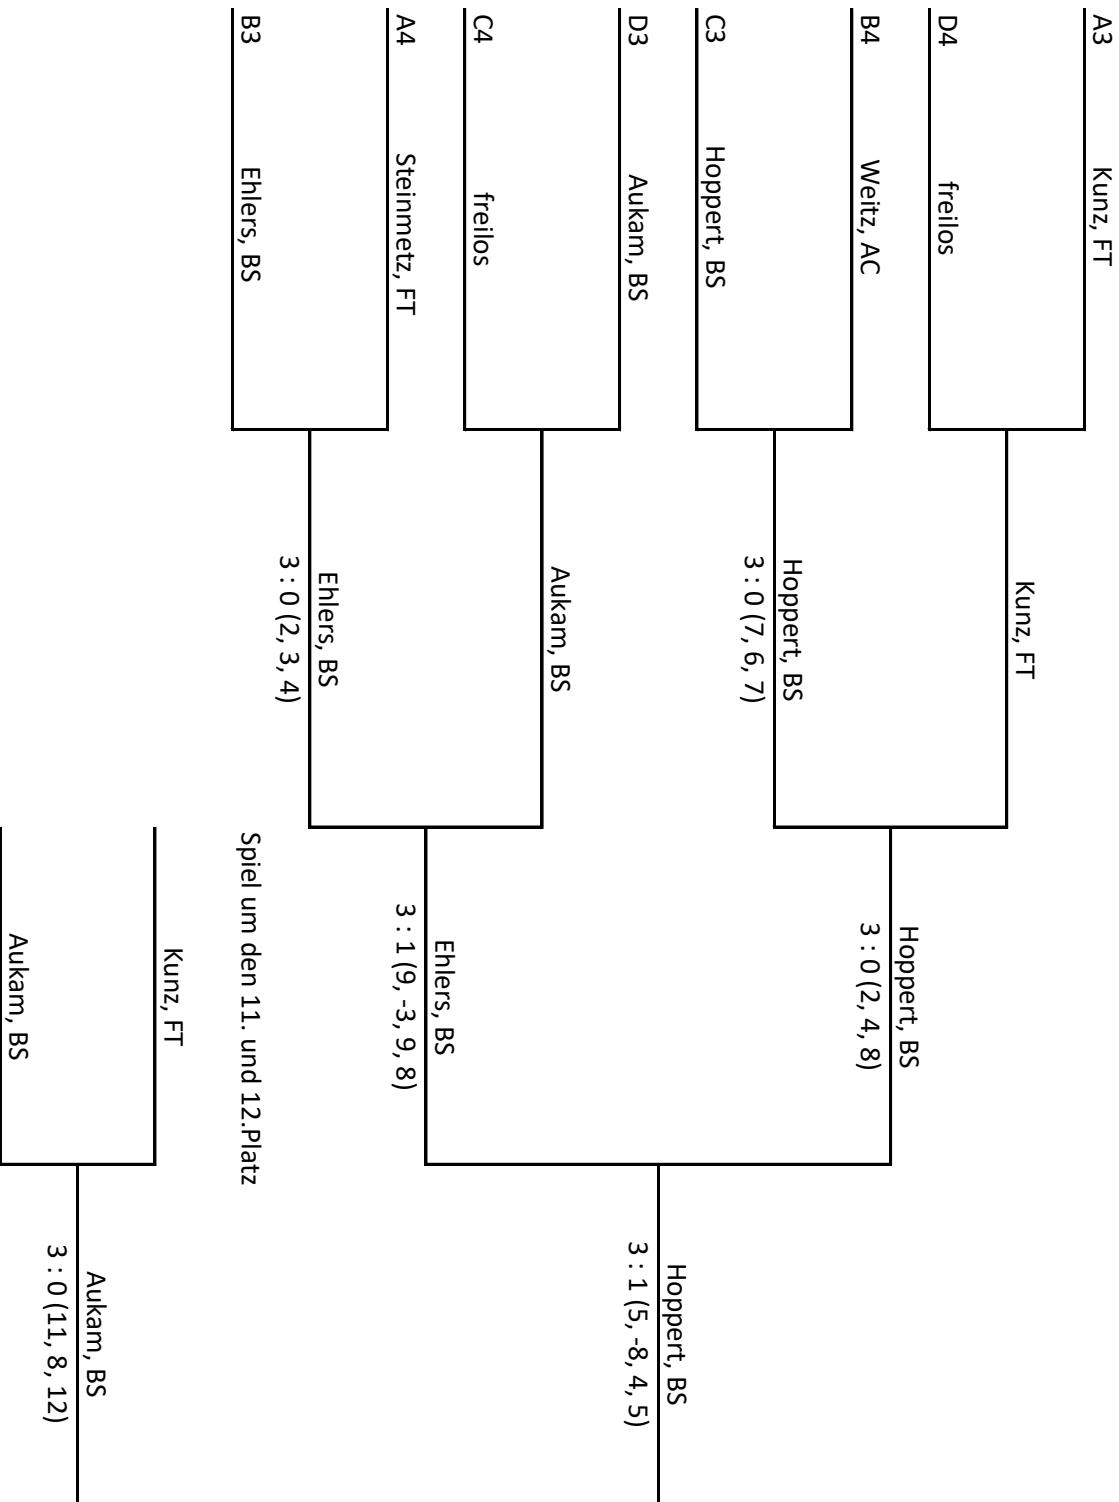 A3 Kunz, FT
Kunz, FT
D4 freilos
Hoppert, BS
3 : 0 (2, 4, 8)
B4 Weitz, AC
Hoppert, BS
3 : 0 (7, 6, 7)
C3 Hoppert, BS
Hoppert, BS
3 : 1 (5, -8, 4, 5)
D3 Aukam, BS
Aukam, BS
C4 freilos
Ehlers, BS
3 : 1 (9, -3, 9, 8)
A4 Steinmetz, FT
Ehlers, BS
3 : 0 (2, 3, 4)
B3 Ehlers, BS
Spiel um den 11. und 12.Platz
Kunz, FT
Aukam, BS
3 : 0 (11, 8, 12)
Aukam, BS